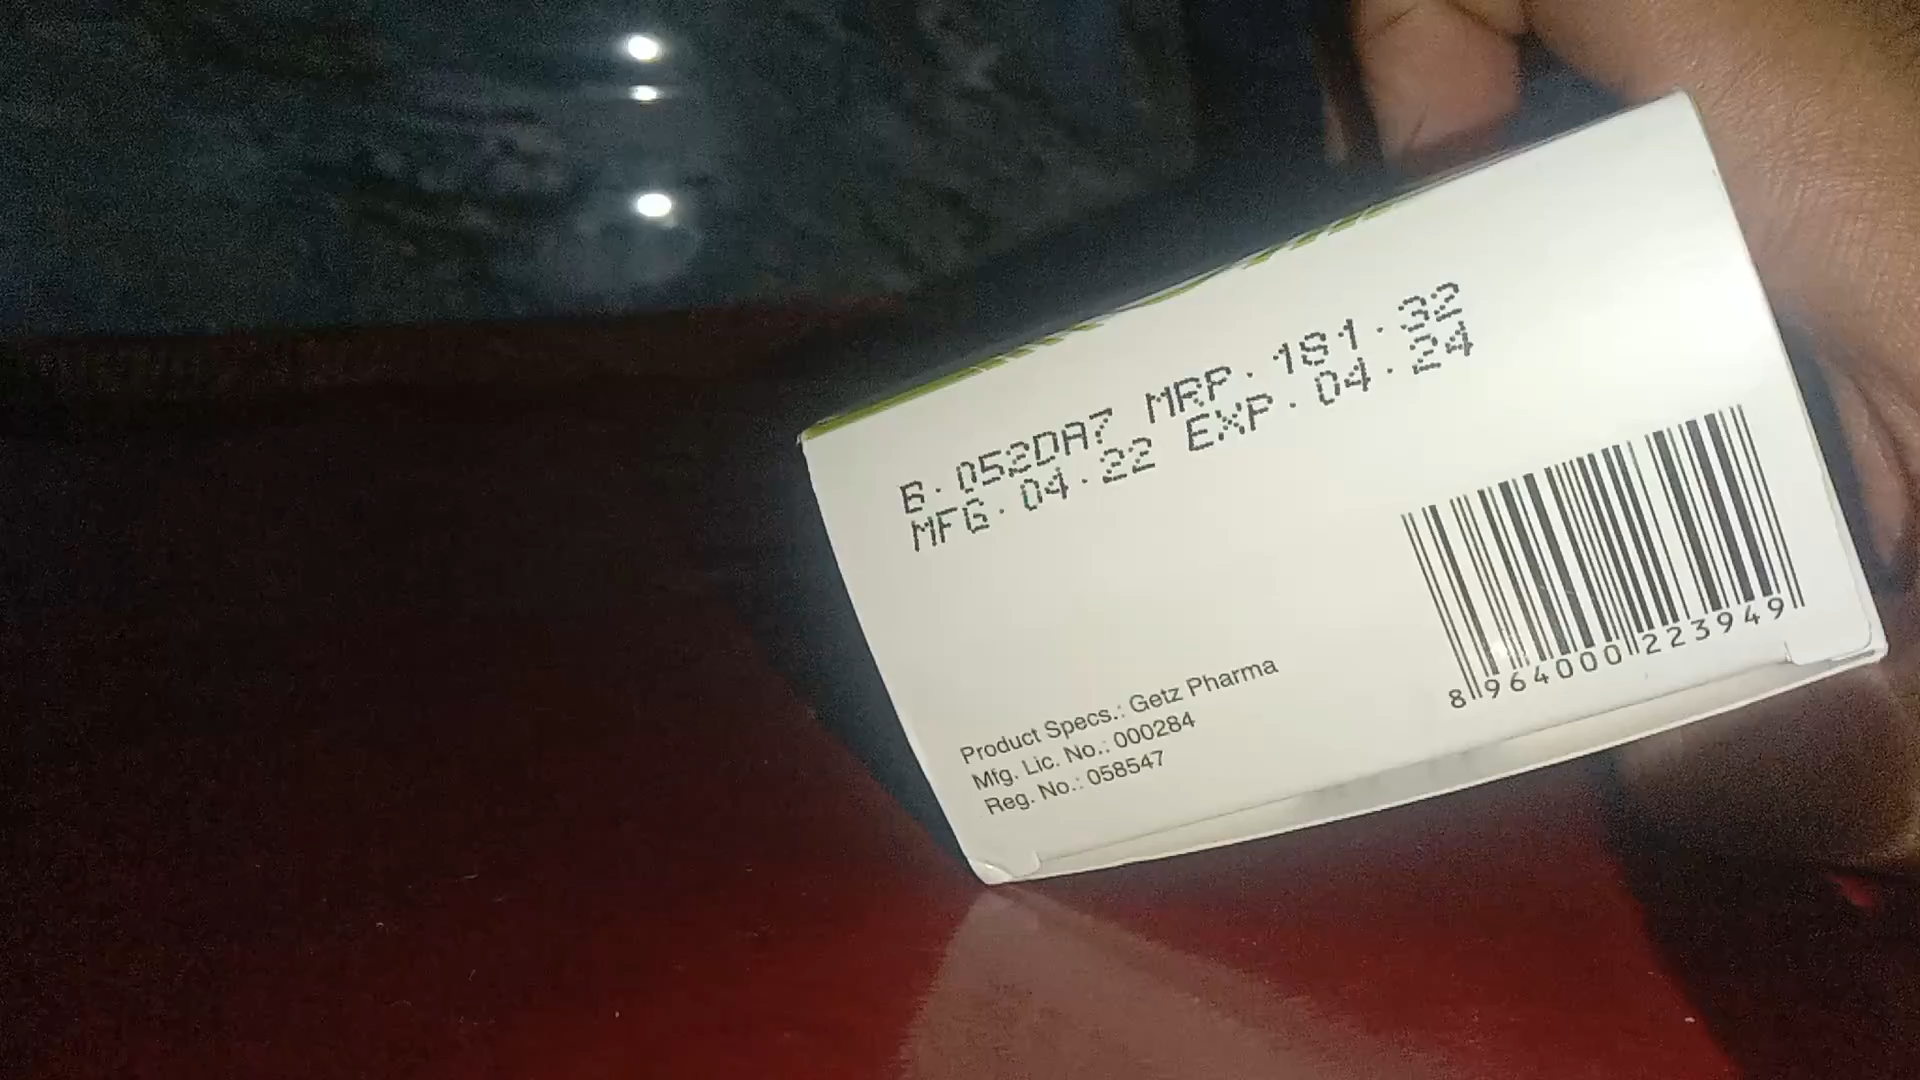 B.052DA7 MRP.181.32
MFG.04.22 EXP.04.24
Product Specs.: Getz Pharma
Mfg. Lic. No.: 000284
Reg. No.: 058547
8 964000 223949